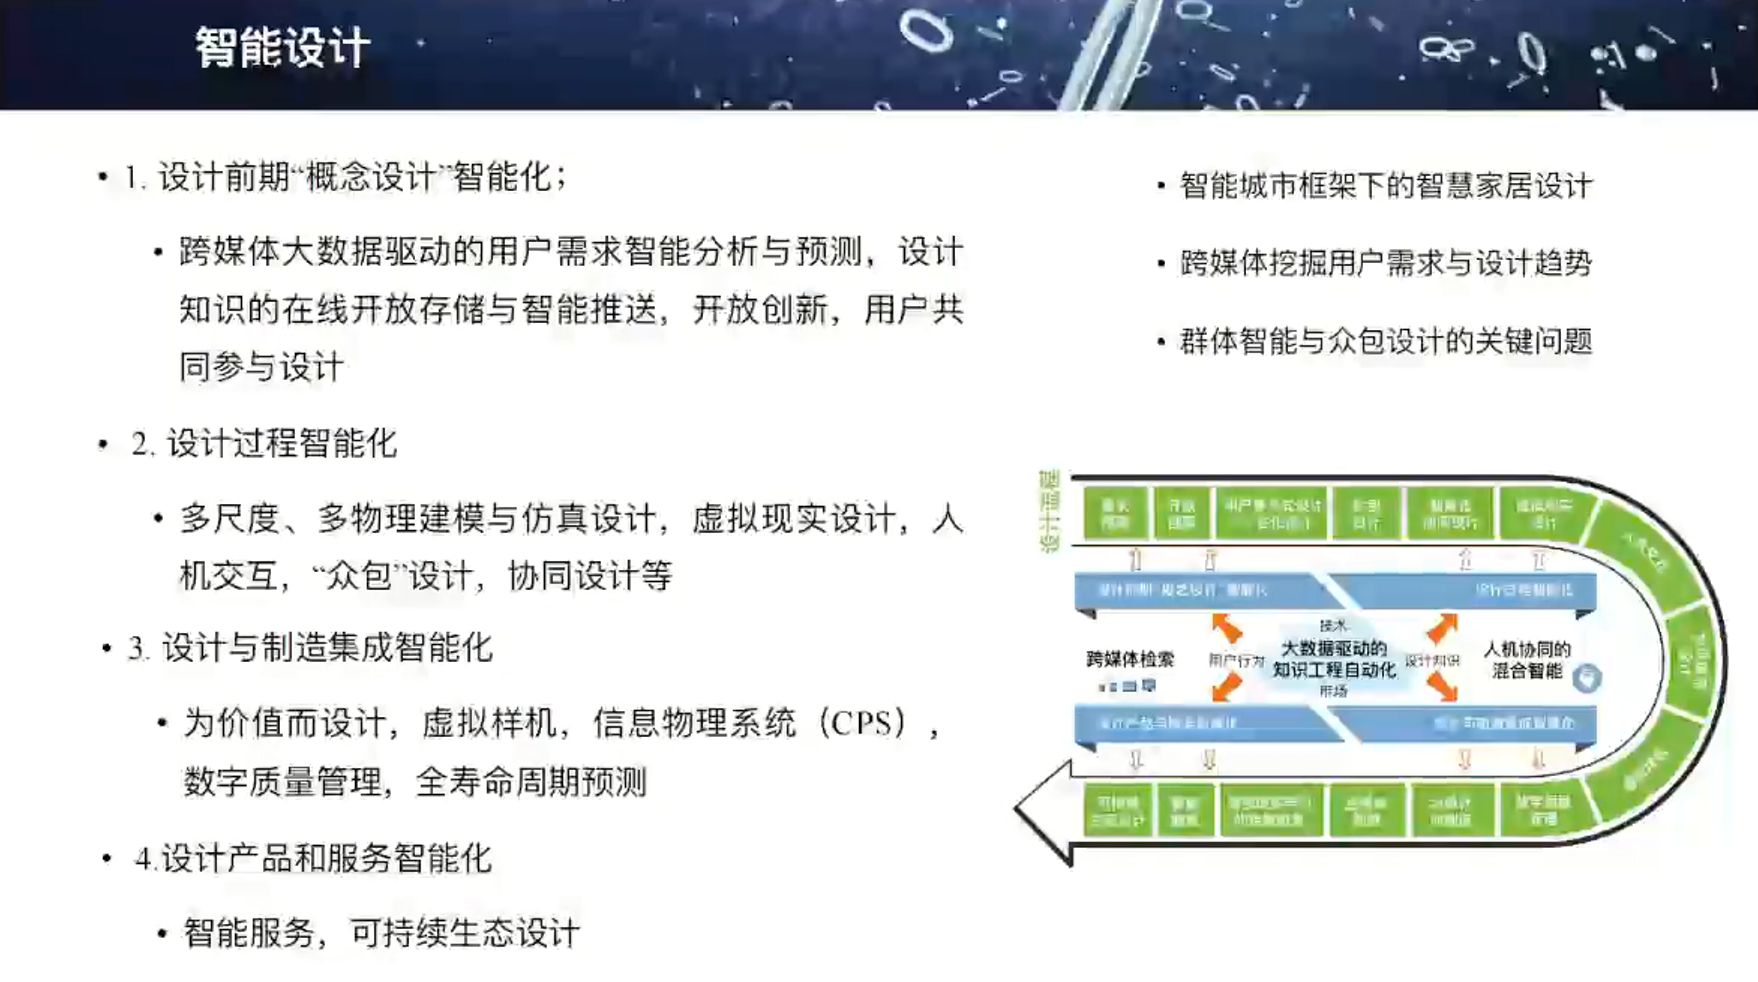 智能设计
• 1. 设计前期“概念设计”智能化；
• 跨媒体大数据驱动的用户需求智能分析与预测，设计
知识的在线开放存储与智能推送，开放创新，用户共
同参与设计
• 2. 设计过程智能化
• 多尺度、多物理建模与仿真设计，虚拟现实设计，人
机交互，“众包”设计，协同设计等
• 3. 设计与制造集成智能化
• 为价值而设计，虚拟样机，信息物理系统（CPS），
数字质量管理，全寿命周期预测
• 4.设计产品和服务智能化
• 智能服务，可持续生态设计
• 智能城市框架下的智慧家居设计
• 跨媒体挖掘用户需求与设计趋势
• 群体智能与众包设计的关键问题
设计流程
技术
跨媒体检索
用户行为
大数据驱动的
知识工程自动化
设计知识
人机协同的
混合智能
市场